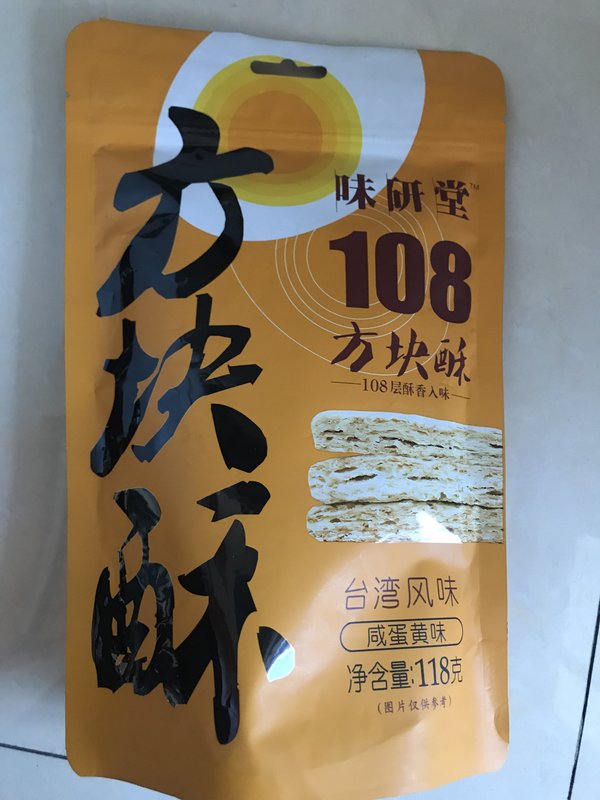 方块酥
味研堂™
108
方块酥
108层酥香入味
台湾风味
咸蛋黄味
净含量:118克
(图片仅供参考)